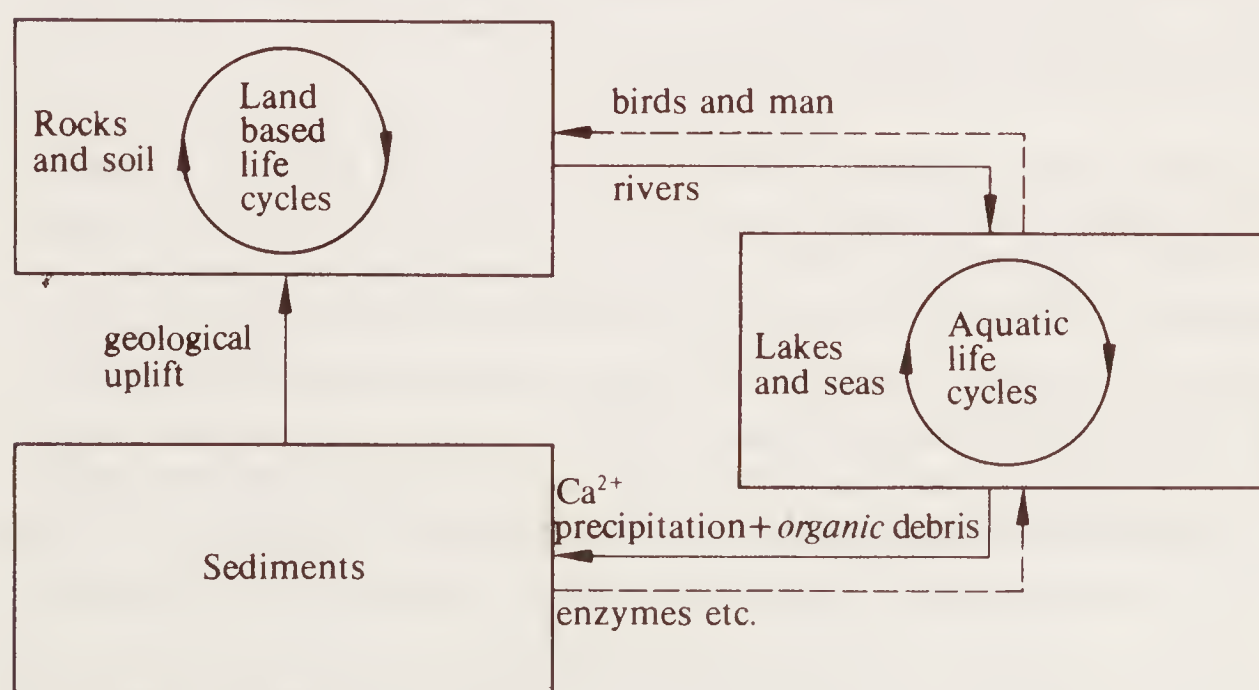 Rocks
and soil
Land
based
life
cycles
birds and man
rivers
geological
uplift
Lakes
and seas
Aquatic
life
cycles
Ca²⁺
precipitation+organic debris
Sediments
enzymes etc.